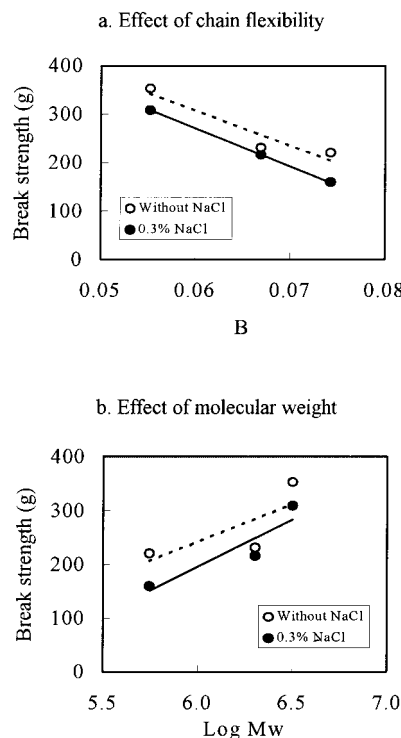 a. Effect of chain flexibility
400
300
200
100
0
Break strength (g)
Without NaCl
0.3% NaCl
0.05 0.06 0.07 0.08
B
b. Effect of molecular weight
400
300
200
100
0
Break strength (g)
Without NaCl
0.3% NaCl
5.5 6.0 6.5 7.0
Log Mw